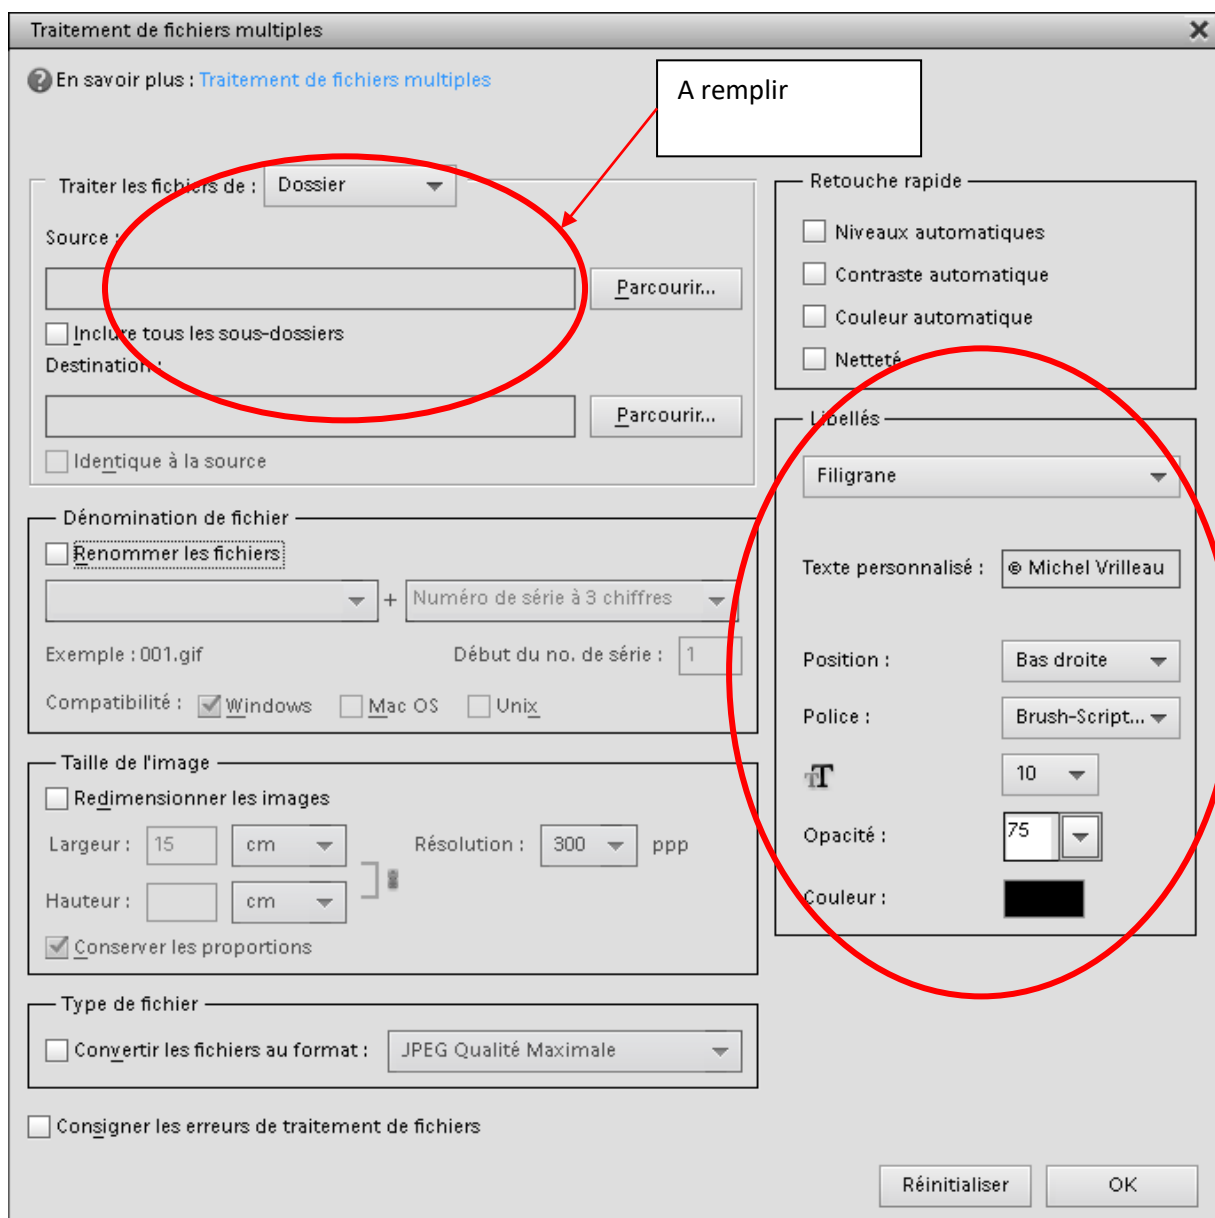 Traitement de fichiers multiples
En savoir plus : Traitement de fichiers multiples
A remplir
Traiter les fichiers de : Dossier
Source :
Parcourir...
Inclure tous les sous-dossiers
Destination :
Parcourir...
Identique à la source
Dénomination de fichier
Renommer les fichiers
+ Numéro de série à 3 chiffres
Exemple : 001.gif Début du no. de série : 1
Compatibilité : Windows Mac OS Unix
Taille de l'image
Redimensionner les images
Largeur : 15 cm Résolution : 300 ppp
Hauteur : cm
Conserver les proportions
Type de fichier
Convertir les fichiers au format : JPEG Qualité Maximale
Consigner les erreurs de traitement de fichiers
Retouche rapide
Niveaux automatiques
Contraste automatique
Couleur automatique
Netteté
Libellés
Filigrane
Texte personnalisé : © Michel Vrilleau
Position : Bas droite
Police : Brush-Script...
TT 10
Opacité : 75
Couleur :
Réinitialiser OK